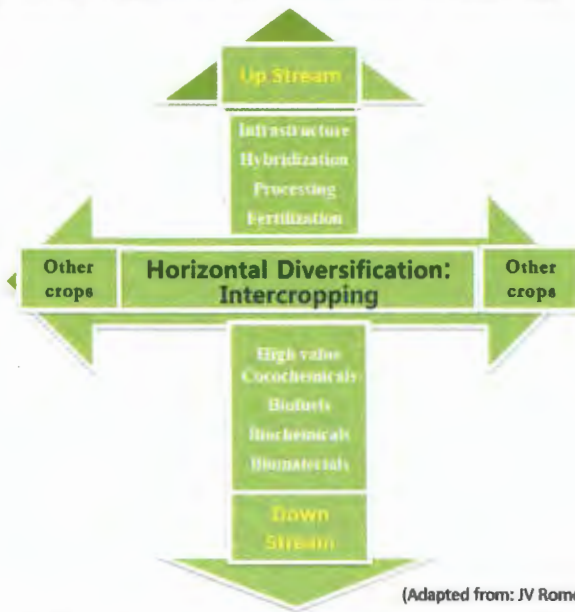 Up Stream
Infrastructure
Hybridization
Processing
Fertilization
Other
crops
Horizontal Diversification:
Intercropping
Other
crops
High value
Cocochemicals
Biofuels
Biochemicals
Biomaterials
Down
Stream
(Adapted from: JV Rome